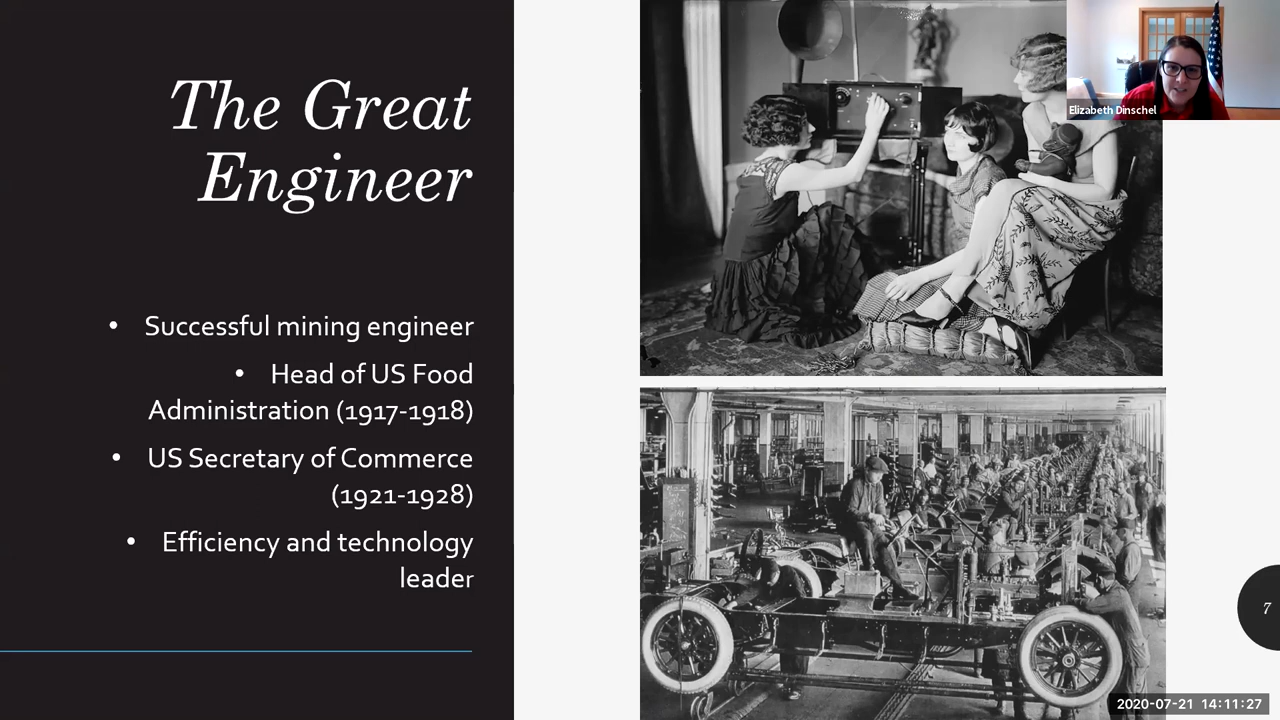 The Great
Engineer
• Successful mining engineer
• Head of US Food
Administration (1917-1918)
• US Secretary of Commerce
(1921-1928)
• Efficiency and technology
leader
Elizabeth Dinschel
7
2020-07-21 14:11:27